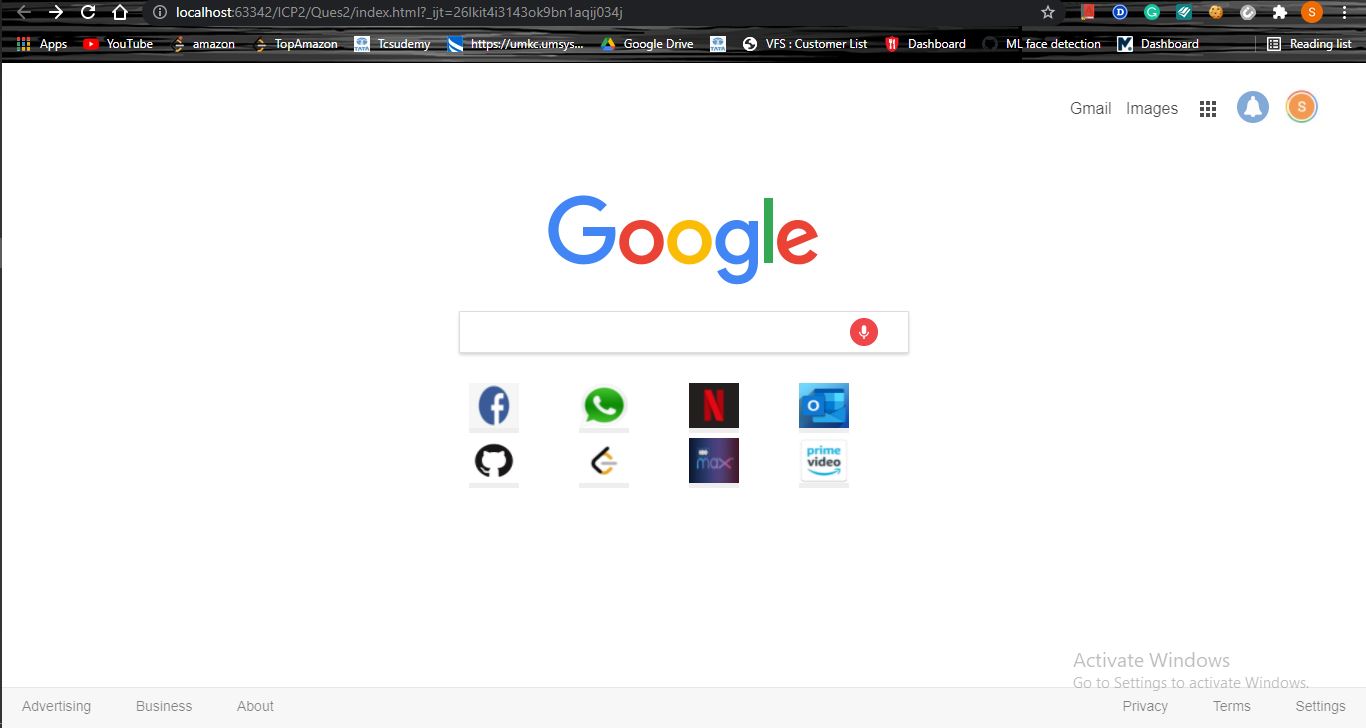 localhost:63342/ICP2/Ques2/index.html?_ijt=26lkit4i3143ok9bn1aqij034j
Apps YouTube amazon TopAmazon Tcsudemy https://umkc.umsys... Google Drive VFS : Customer List Dashboard ML face detection Dashboard Reading list
Gmail Images S
Google
N
HBO max prime video
Activate Windows
Go to Settings to activate Windows.
Advertising Business About Privacy Terms Settings